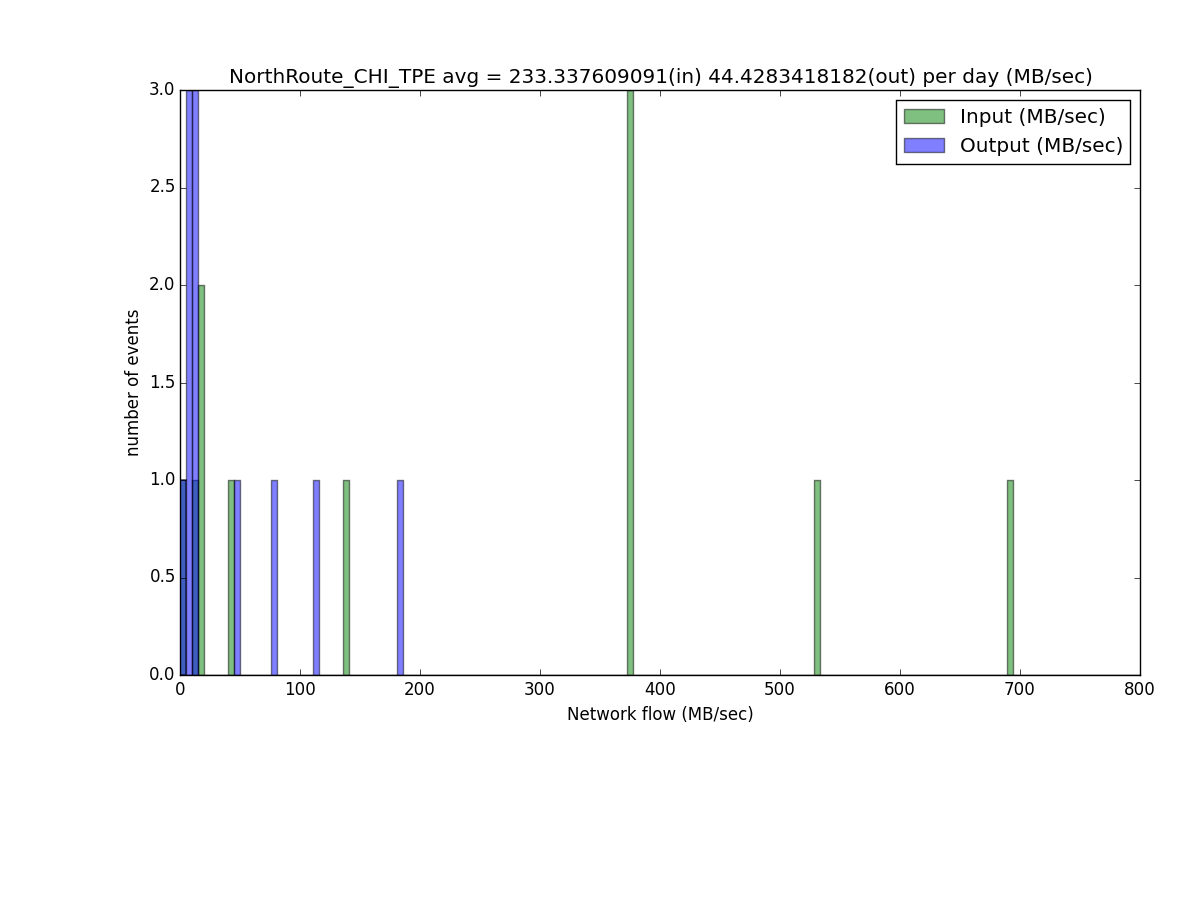 NorthRoute_CHI_TPE avg = 233.337609091(in) 44.4283418182(out) per day (MB/sec)
Input (MB/sec)
Output (MB/sec)
3.0
2.5
2.0
1.5
1.0
0.5
0.0
number of events
0 100 200 300 400 500 600 700 800
Network flow (MB/sec)